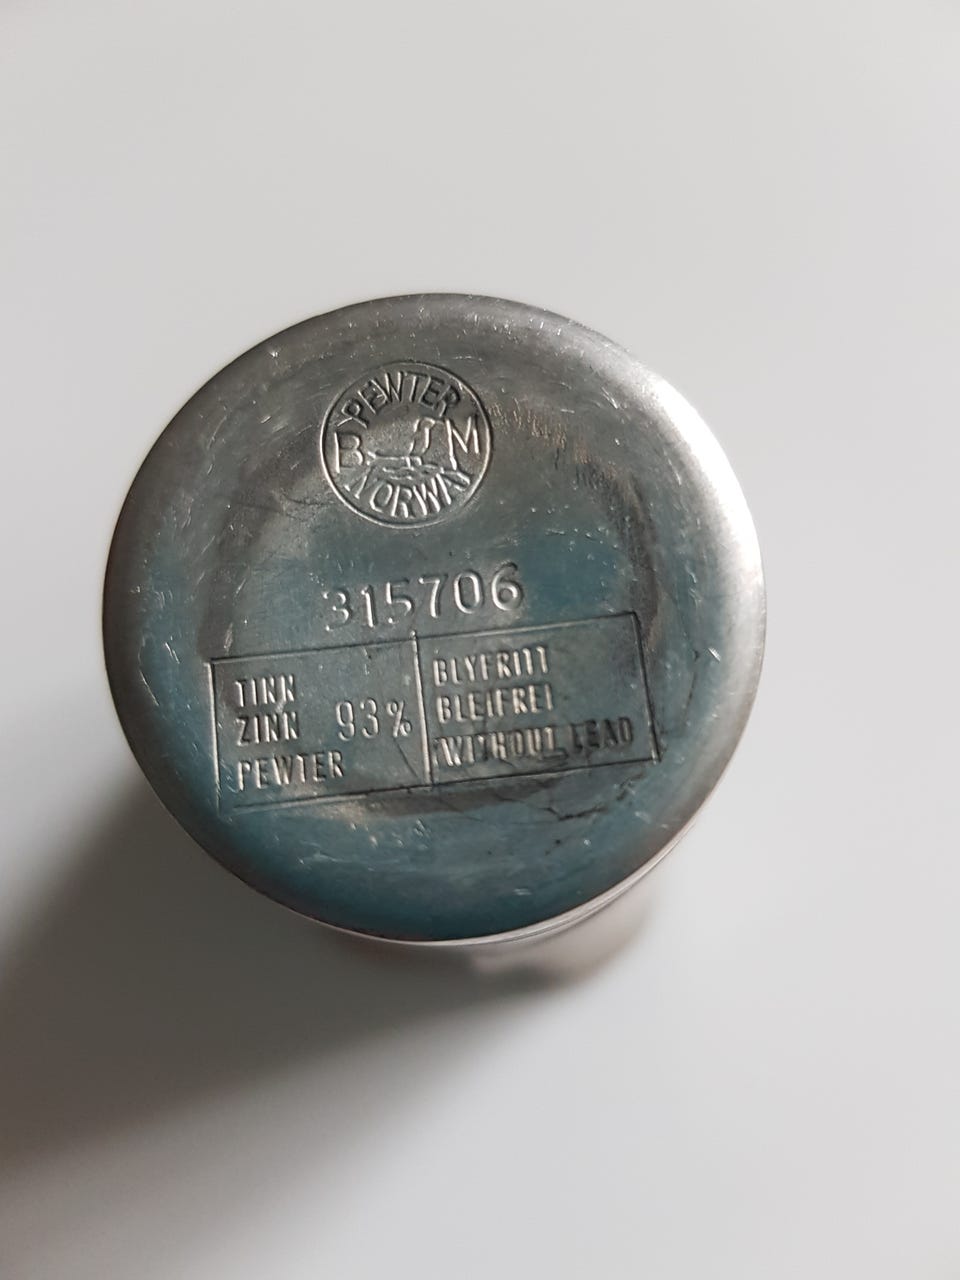 PEWTER
B M
NORWAY
315706
TINN
ZINN 93%
PEWTER
BLYFRITT
BLEIFREI
WITHOUT LEAD